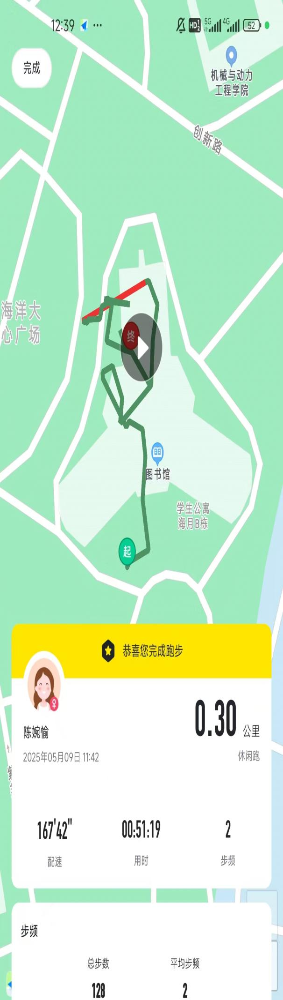 12:39
HD 1 2
5G
4G
52
完成
机械与动力
工程学院
创新路
海洋大
心广场
终
图书馆
学生公寓
海月B栋
起
恭喜您完成跑步
陈婉愉
0.30 公里
2025年05月09日 11:42
休闲跑
167'42" 00:51:19 2
配速 用时 步频
步频
总步数 平均步频
128 2